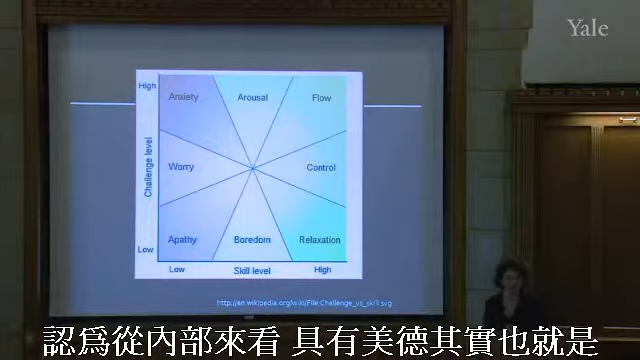 Yale
High
Anxiety
Arousal
Flow
Challenge level
Worry
Control
Apathy
Boredom
Relaxation
Low
Low
Skill level
High
http://en.wikipedia.org/wiki/File:Challenge_vs_skill.svg
認爲從內部來看 具有美德其實也就是